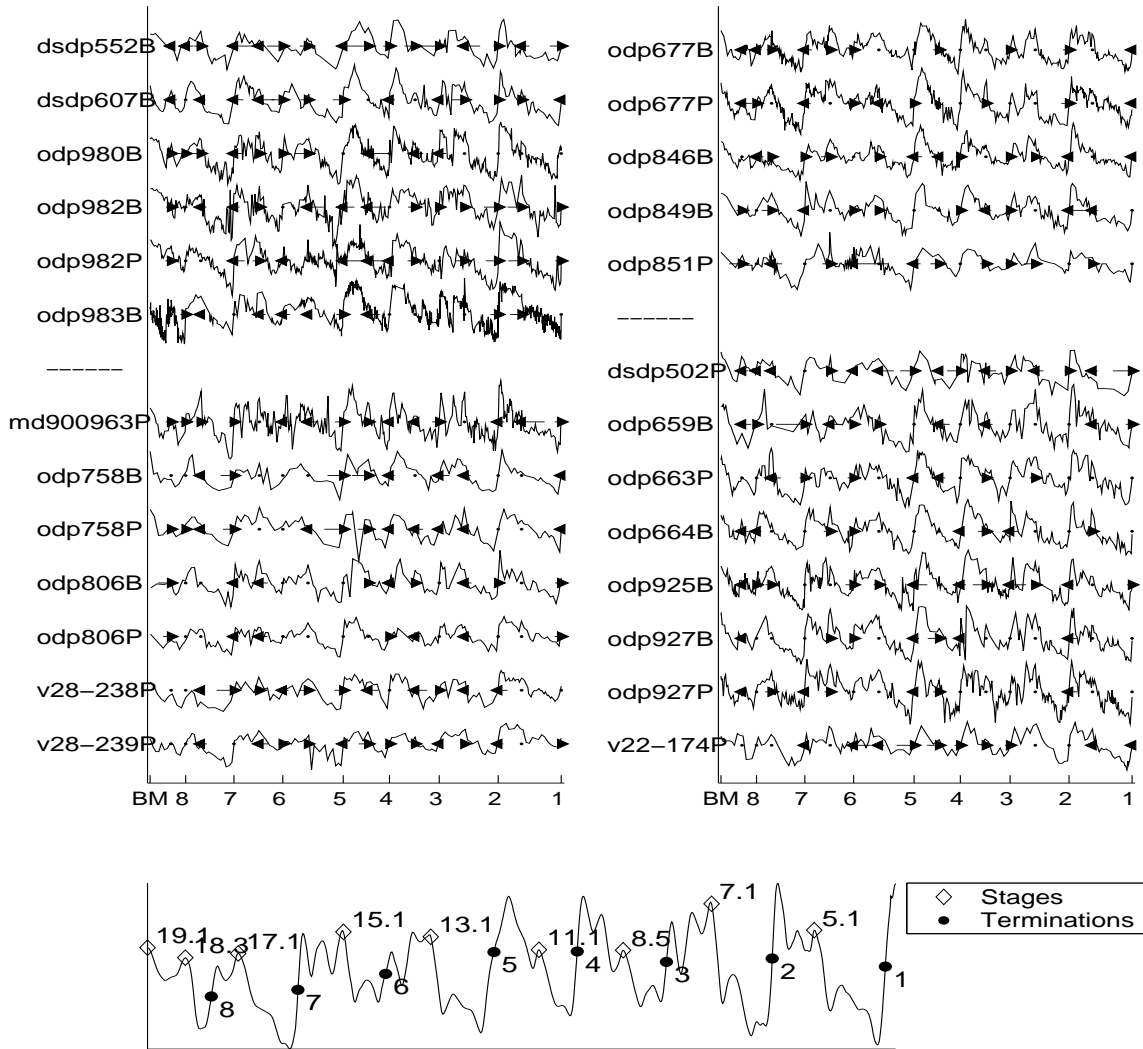 dsdp552B
dsdp607B
odp980B
odp982B
odp982P
odp983B
−−−−−−
md900963P
odp758B
odp758P
odp806B
odp806P
v28−238P
v28−239P
BM 8 7 6 5 4 3 2 1
odp677B
odp677P
odp846B
odp849B
odp851P
−−−−−−
dsdp502P
odp659B
odp663P
odp664B
odp925B
odp927B
odp927P
v22−174P
BM 8 7 6 5 4 3 2 1
19.1 18.3 17.1 15.1 13.1 11.1 8.5 7.1 5.1
8 7 6 5 4 3 2 1
Stages
Terminations